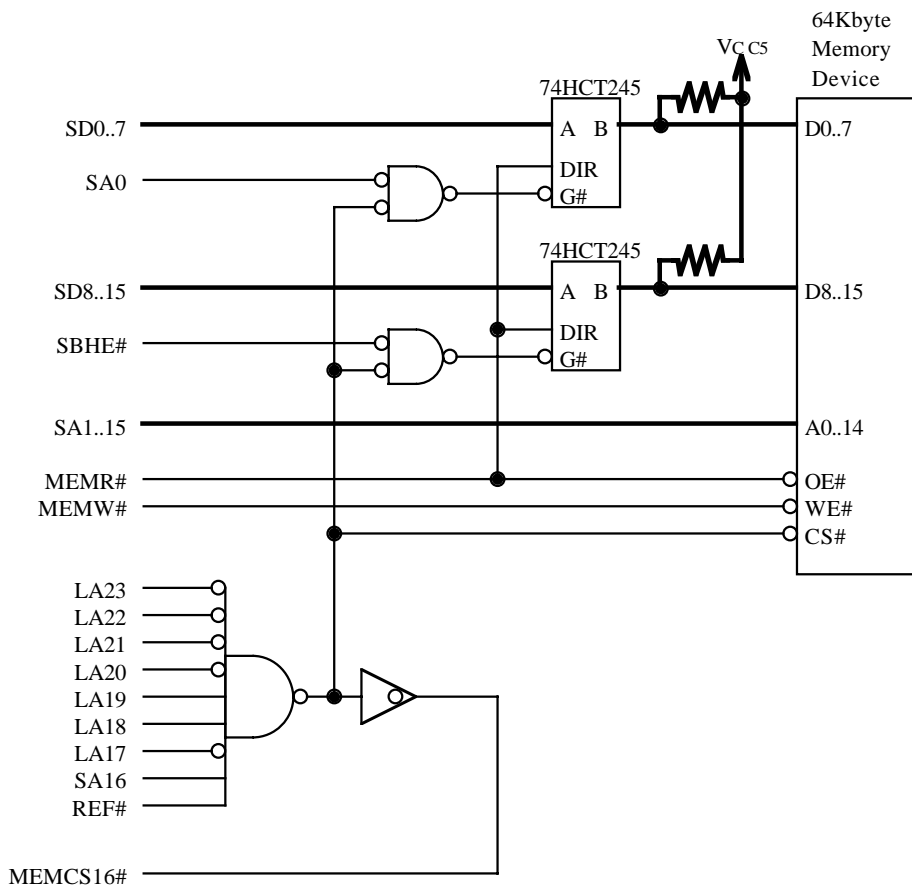 64Kbyte
Memory
Device
VCC5
74HCT245
SD0..7
A B
D0..7
DIR
SA0
G#
74HCT245
SD8..15
A B
D8..15
DIR
SBHE#
G#
SA1..15
A0..14
MEMR#
OE#
MEMW#
WE#
CS#
LA23
LA22
LA21
LA20
LA19
LA18
LA17
SA16
REF#
MEMCS16#